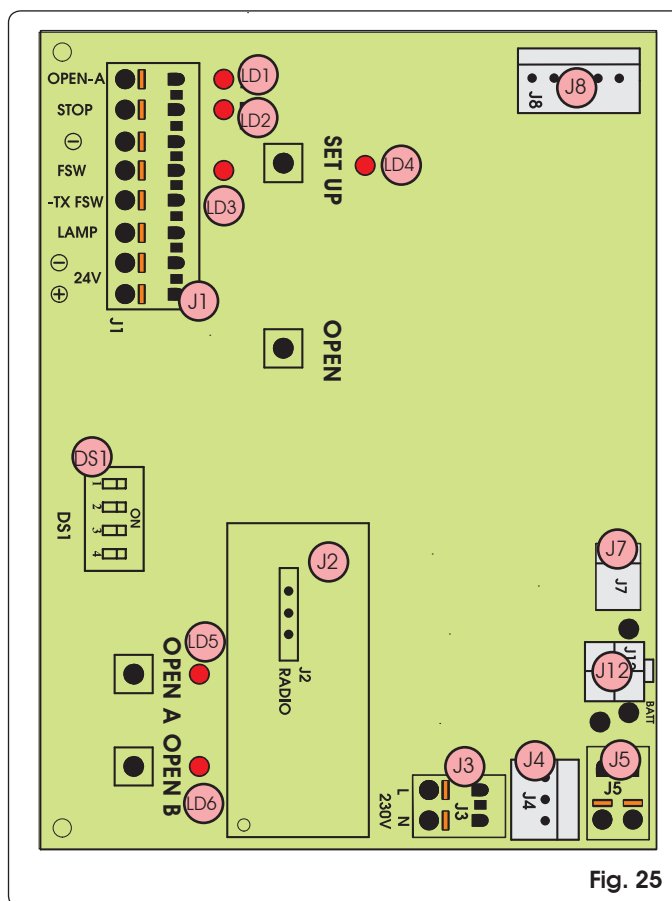 OPEN-A
STOP
⊖
FSW
-TX FSW
LAMP
⊖
24V
⊕
J1
J1
LD1
LD2
LD3
SET UP
LD4
J8
J8
OPEN
DS1
DS1
ON
1
2
3
4
J7
J7
J2
J2
RADIO
LD5
OPEN A
OPEN B
LD6
J12
BATT
J3
J3
L
N
230V
J4
J4
J5
J5
Fig. 25